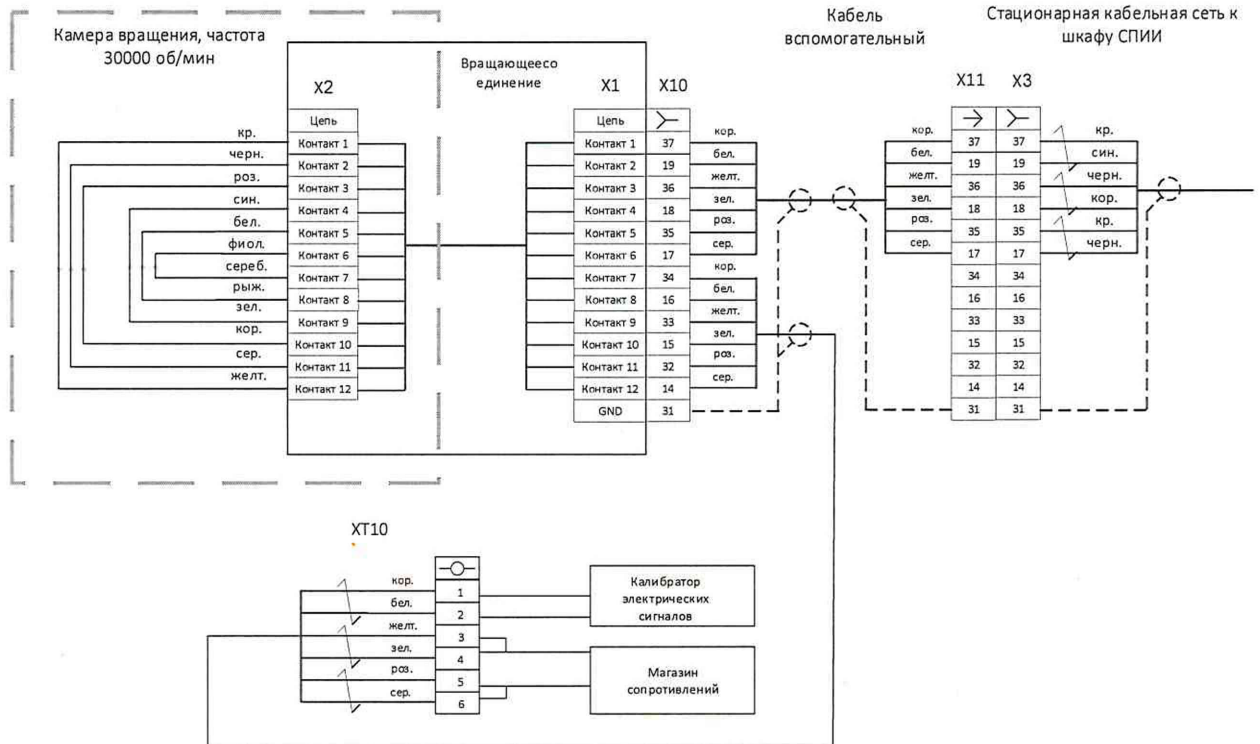 Камера вращения, частота
30000 об/мин
Вращающееся
единение
Кабель
вспомогательный
Стационарная кабельная сеть к
шкафу СПИИ
X2
X1
X10
X11
X3
Цепь
Контакт 1
Контакт 2
Контакт 3
Контакт 4
Контакт 5
Контакт 6
Контакт 7
Контакт 8
Контакт 9
Контакт 10
Контакт 11
Контакт 12
кр.
черн.
роз.
син.
бел.
фиол.
сереб.
рыж.
зел.
кор.
сер.
желт.
Цепь
Контакт 1 37
Контакт 2 19
Контакт 3 36
Контакт 4 18
Контакт 5 35
Контакт 6 17
Контакт 7 34
Контакт 8 16
Контакт 9 33
Контакт 10 15
Контакт 11 32
Контакт 12 14
GND 31
кор.
бел.
желт.
зел.
роз.
сер.
кор.
бел.
желт.
зел.
роз.
сер.
кор.
бел.
желт.
зел.
роз.
сер.
37 37
19 19
36 36
18 18
35 35
17 17
34 34
16 16
33 33
15 15
32 32
14 14
31 31
кр.
син.
черн.
кор.
кр.
черн.
XT10
кор.
бел.
желт.
зел.
роз.
сер.
1
2
3
4
5
6
Калибратор
электрических
сигналов
Магазин
сопротивлений